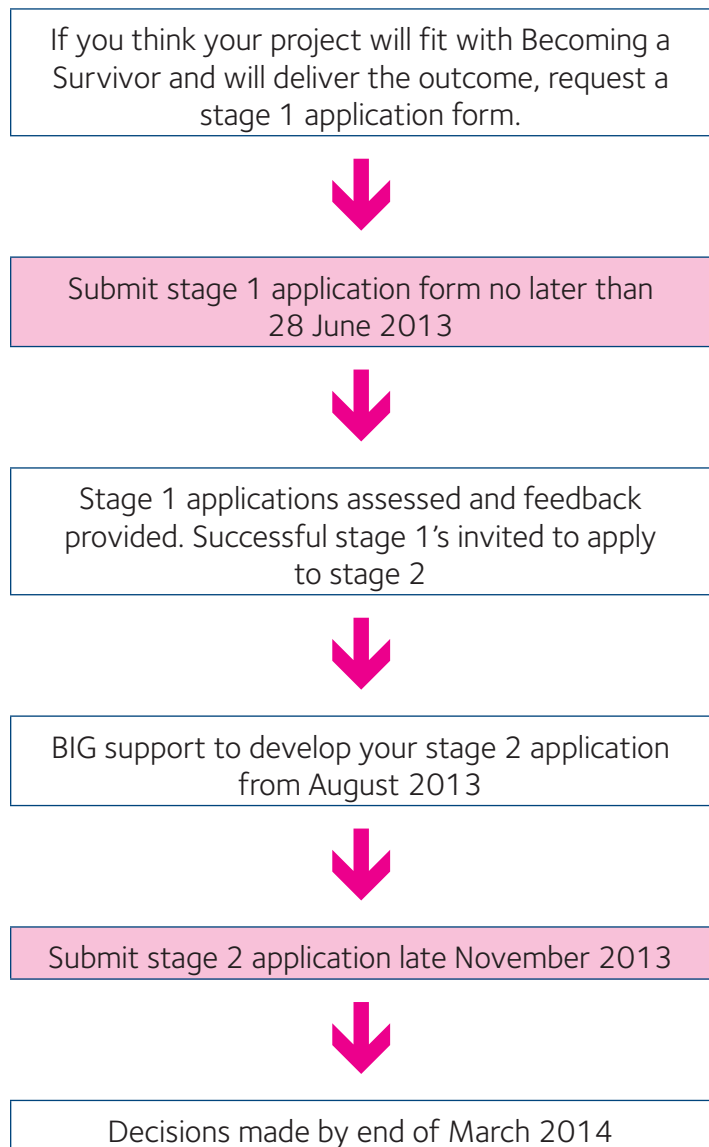 If you think your project will fit with Becoming a
Survivor and will deliver the outcome, request a
stage 1 application form.
Submit stage 1 application form no later than
28 June 2013
Stage 1 applications assessed and feedback
provided. Successful stage 1’s invited to apply
to stage 2
BIG support to develop your stage 2 application
from August 2013
Submit stage 2 application late November 2013
Decisions made by end of March 2014